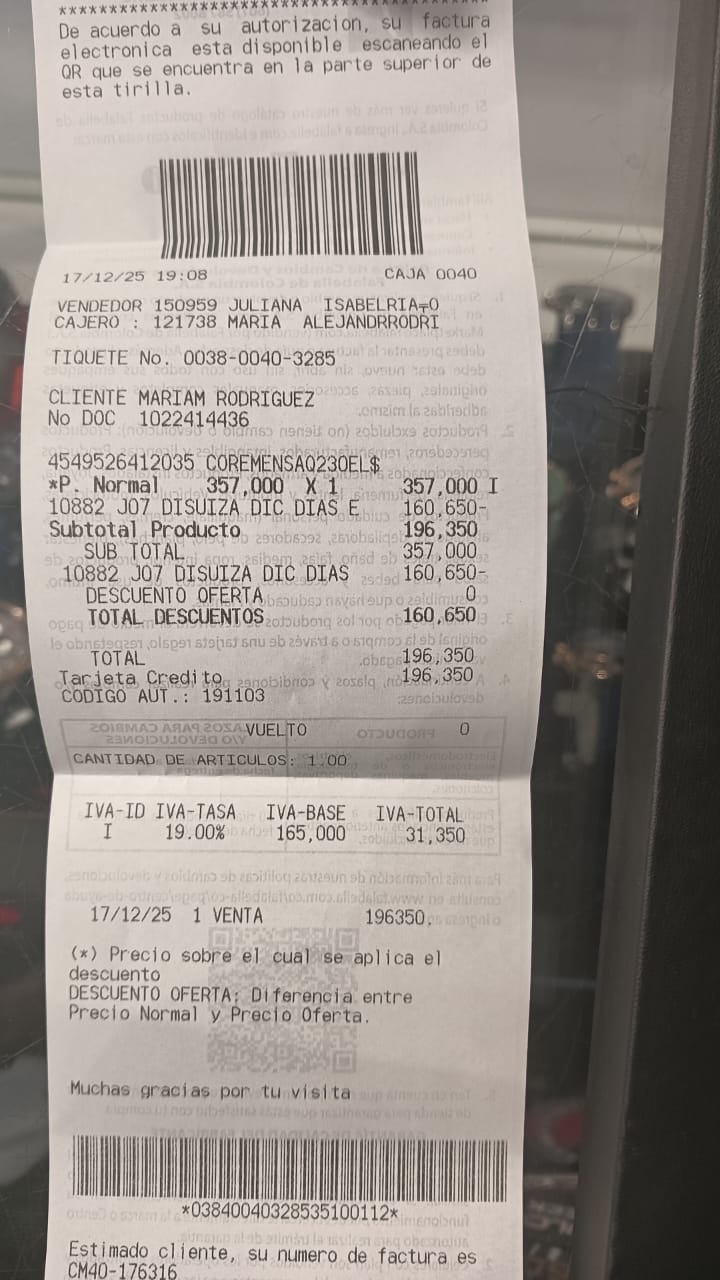 ************************************************
De acuerdo a su autorizacion, su factura
electronica esta disponible escaneando el
QR que se encuentra en la parte superior de
esta tirilla.
17/12/25 19:08 CAJA 0040
VENDEDOR 150959 JULIANA ISABELRIA
CAJERO : 121738 MARIA ALEJANDRRODRI
TIQUETE No. 0038-0040-3285
CLIENTE MARIAM RODRIGUEZ
No DOC 1022414436
4549526412035 COREMENSAQ230EL$
*P. Normal 357,000 X 1 357,000 I
10882 J07 DISUIZA DIC DIAS E 160,650-
Subtotal Producto 196,350
SUB TOTAL 357,000
10882 J07 DISUIZA DIC DIAS 160,650-
DESCUENTO OFERTA 0
TOTAL DESCUENTOS 160,650
TOTAL 196,350
Tarjeta Credito 196,350
CODIGO AUT.: 191103
VUELTO 0
CANTIDAD DE ARTICULOS: 1.00
IVA-ID IVA-TASA IVA-BASE IVA-TOTAL
I 19.00% 165,000 31,350
17/12/25 1 VENTA 196350.
(*) Precio sobre el cual se aplica el
descuento
DESCUENTO OFERTA: Diferencia entre
Precio Normal y Precio Oferta.
Muchas gracias por tu visita
*03840040328535100112*
Estimado cliente, su numero de factura es
CM40-176316